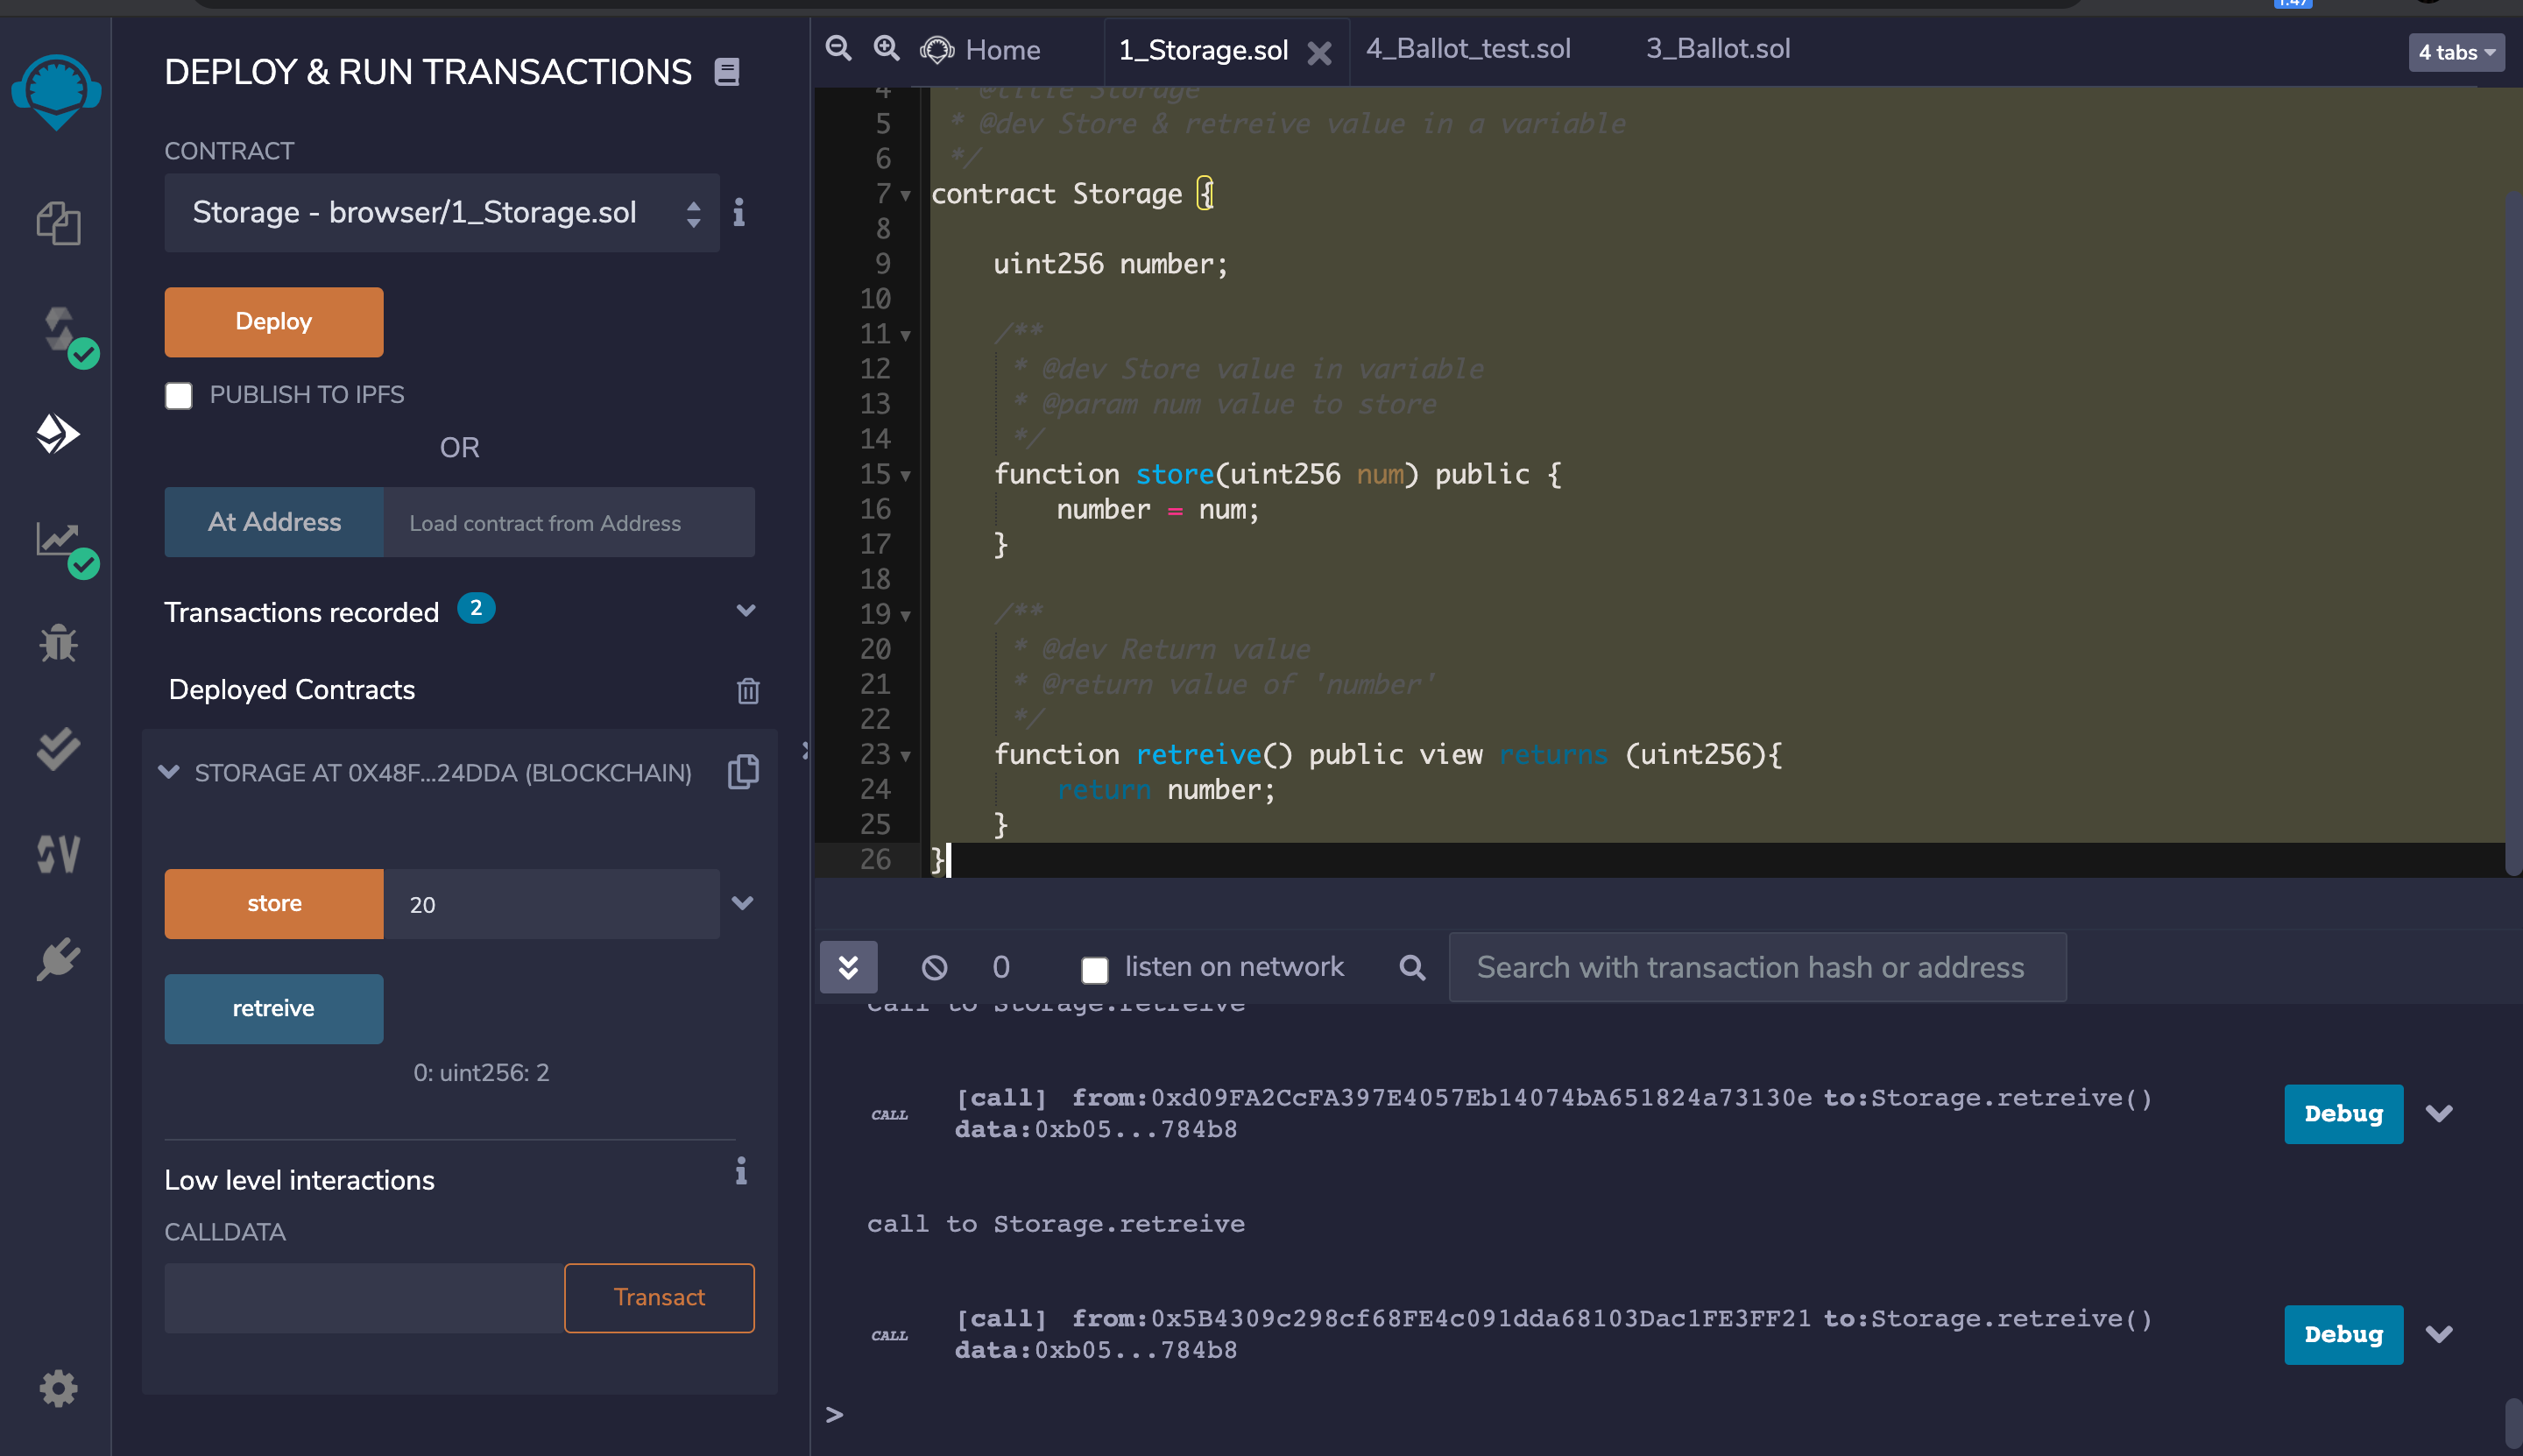 1:47
DEPLOY & RUN TRANSACTIONS
CONTRACT
Storage - browser/1_Storage.sol
Deploy
PUBLISH TO IPFS
OR
At Address
Load contract from Address
Transactions recorded 2
Deployed Contracts
STORAGE AT 0X48F...24DDA (BLOCKCHAIN)
store
20
retreive
0: uint256: 2
Low level interactions
CALLDATA
Transact
Home
1_Storage.sol
4_Ballot_test.sol
3_Ballot.sol
4 tabs
4 * @title Storage
5 * @dev Store & retreive value in a variable
6 */
7 contract Storage {
8
9 uint256 number;
10
11 /**
12 * @dev Store value in variable
13 * @param num value to store
14 */
15 function store(uint256 num) public {
16 number = num;
17 }
18
19 /**
20 * @dev Return value
21 * @return value of 'number'
22 */
23 function retreive() public view returns (uint256){
24 return number;
25 }
26 }
0
listen on network
Search with transaction hash or address
call to Storage.retreive
CALL
[call] from:0xd09FA2CcFA397E4057Eb14074bA651824a73130e to:Storage.retreive()
data:0xb05...784b8
Debug
call to Storage.retreive
CALL
[call] from:0x5B4309c298cf68FE4c091dda68103Dac1FE3FF21 to:Storage.retreive()
data:0xb05...784b8
Debug
>